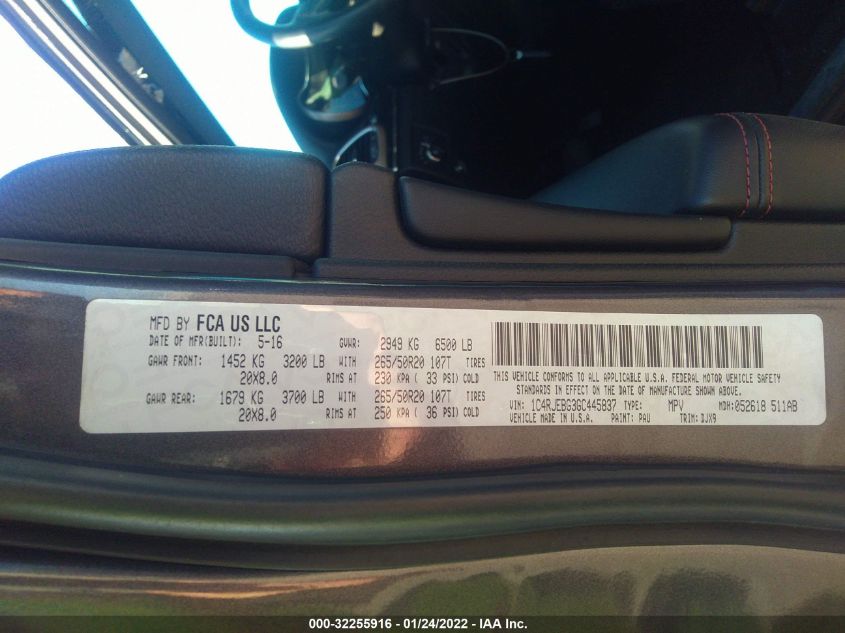 MFD BY FCA US LLC
DATE OF MFR(BUILT): 5-16 GVWR: 2949 KG 6500 LB
GAWR FRONT: 1452 KG 3200 LB WITH 265/50R20 107T TIRES
20X8.0 RIMS AT 230 KPA ( 33 PSI) COLD
GAWR REAR: 1679 KG 3700 LB WITH 265/50R20 107T TIRES
20X8.0 RIMS AT 250 KPA ( 36 PSI) COLD
THIS VEHICLE CONFORMS TO ALL APPLICABLE U.S.A. FEDERAL MOTOR VEHICLE SAFETY
STANDARDS IN EFFECT ON THE DATE OF MANUFACTURE SHOWN ABOVE.
VIN: 1C4RJEBG3GC445837 TYPE: MPV MDH: 052618 511AB
VEHICLE MADE IN U.S.A. PAINT: PAU TRIM: DJX9
000-32255916 - 01/24/2022 - IAA Inc.